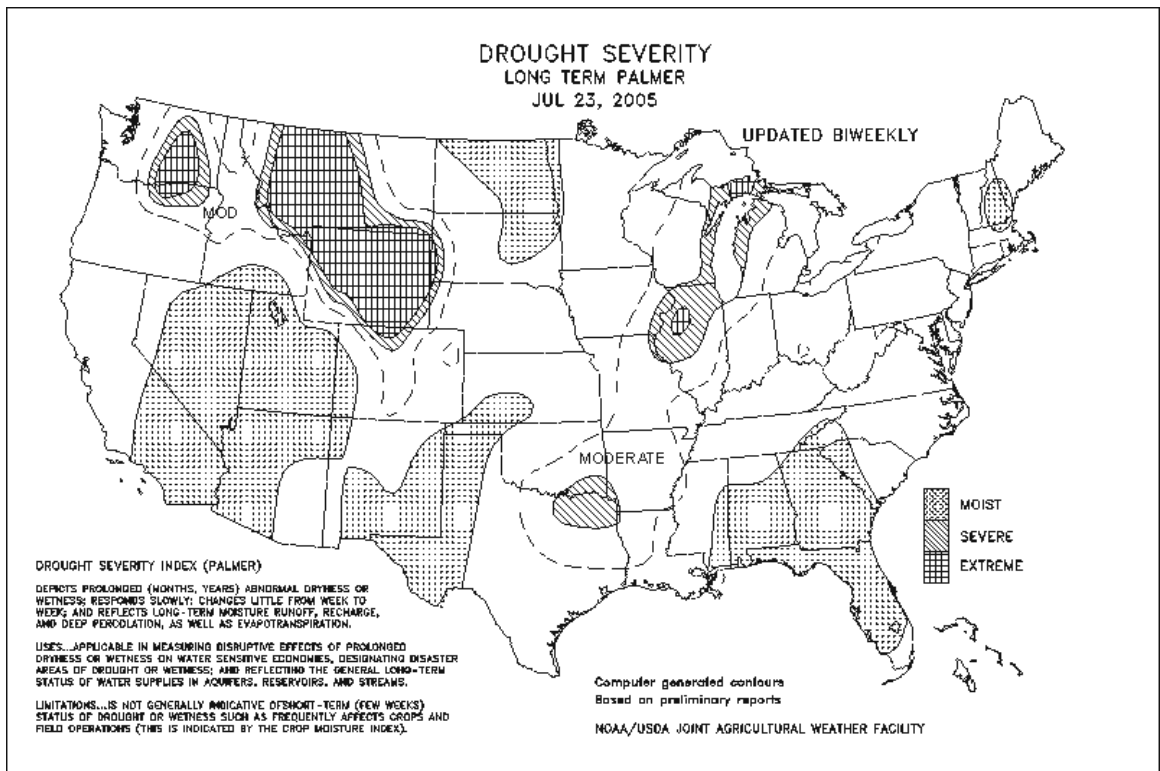 DROUGHT SEVERITY
LONG TERM PALMER
JUL 23, 2005
UPDATED BIWEEKLY
MOD
MODERATE
MOIST
SEVERE
EXTREME
DROUGHT SEVERITY INDEX (PALMER)
DEPICTS PROLONGED (MONTHS, YEARS) ABNORMAL DRYNESS OR
WETNESS; RESPONDS SLOWLY; CHANGES LITTLE FROM WEEK TO
WEEK; AND REFLECTS LONG-TERM MOISTURE RUNOFF, RECHARGE,
AND DEEP PERCOLATION, AS WELL AS EVAPOTRANSPIRATION.
USES...APPLICABLE IN MEASURING DISRUPTIVE EFFECTS OF PROLONGED
DRYNESS OR WETNESS ON WATER SENSITIVE ECONOMIES, DESIGNATING DISASTER
AREAS OF DROUGHT OR WETNESS; AND REFLECTING THE GENERAL LONG-TERM
STATUS OF WATER SUPPLIES IN AQUIFERS, RESERVOIRS, AND STREAMS.
LIMITATIONS...IS NOT GENERALLY INDICATIVE OFSHORT-TERM (FEW WEEKS)
STATUS OF DROUGHT OR WETNESS SUCH AS FREQUENTLY AFFECTS CROPS AND
FIELD OPERATIONS (THIS IS INDICATED BY THE CROP MOISTURE INDEX).
Computer generated contours
Based on preliminary reports
NOAA/USDA JOINT AGRICULTURAL WEATHER FACILITY